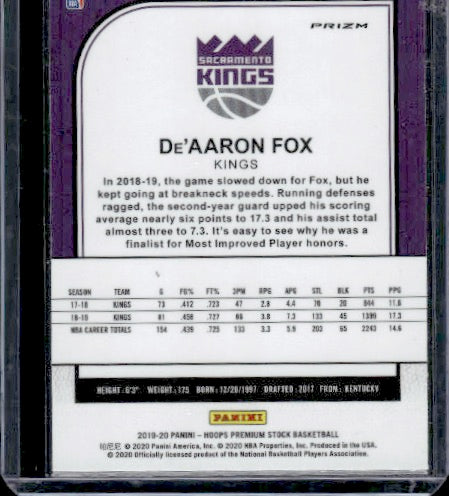 PRIZM
SACRAMENTO
KINGS
DE'AARON FOX
KINGS
In 2018-19, the game slowed down for Fox, but he
kept going at breakneck speeds. Running defenses
ragged, the second-year guard upped his scoring
average nearly six points to 17.3 and his assist total
almost three to 7.3. It's easy to see why he was a
finalist for Most Improved Player honors.
SEASON TEAM G FG% FT% 3PM RPG APG STL BLK PTS PPG
17-18 KINGS 73 .412 .723 47 2.8 4.4 20 844 11.6
18-19 KINGS 81 .458 .727 3.8 7.3 133 45 1399 17.3
NBA CAREER TOTALS 154 .439 .725 133 3.3 5.9 203 65 2243 14.6
HEIGHT: 6'3" WEIGHT: 175 BORN: 12/20/1997 DRAFTED: 2017 FROM: KENTUCKY
PANINI
2019-20 PANINI – HOOPS PREMIUM STOCK BASKETBALL
帕尼尼 © 2020 Panini America, Inc. © 2020 NBA Properties, Inc. Produced in the USA.
© 2020 Officially licensed product of the National Basketball Players Association.